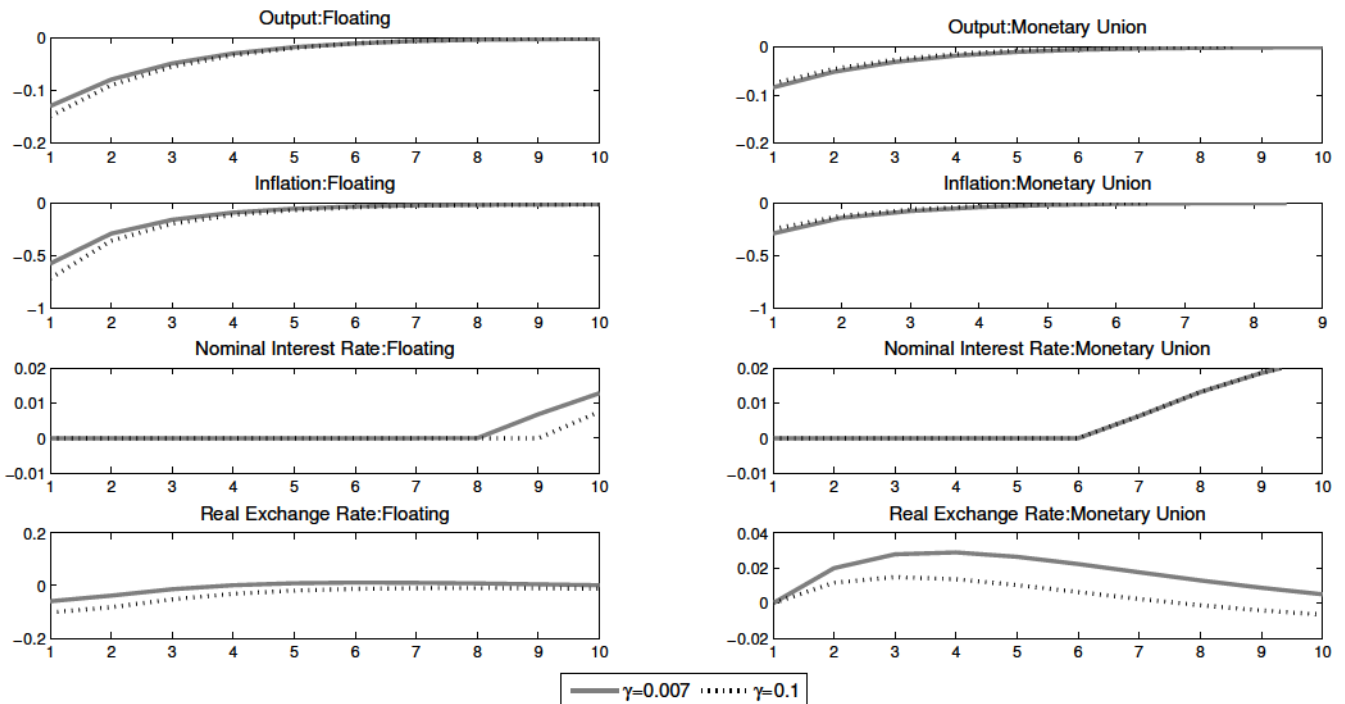 Output:Floating
0
−0.1
−0.2
1 2 3 4 5 6 7 8 9 10
Output:Monetary Union
0
−0.1
−0.2
1 2 3 4 5 6 7 8 9 10
Inflation:Floating
0
−0.5
−1
1 2 3 4 5 6 7 8 9 10
Inflation:Monetary Union
0
−0.5
−1
1 2 3 4 5 6 7 8 9
Nominal Interest Rate:Floating
0.02
0.01
0
−0.01
1 2 3 4 5 6 7 8 9 10
Nominal Interest Rate:Monetary Union
0.02
0.01
0
−0.01
1 2 3 4 5 6 7 8 9 10
Real Exchange Rate:Floating
0.2
0
−0.2
1 2 3 4 5 6 7 8 9 10
Real Exchange Rate:Monetary Union
0.04
0.02
0
−0.02
1 2 3 4 5 6 7 8 9 10
γ=0.007 γ=0.1